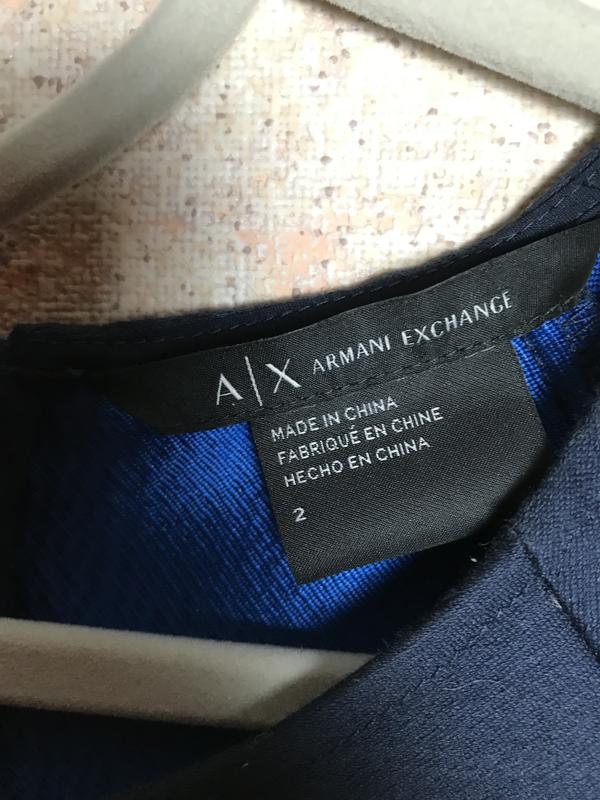 A|X ARMANI EXCHANGE
MADE IN CHINA
FABRIQUÉ EN CHINE
HECHO EN CHINA
2